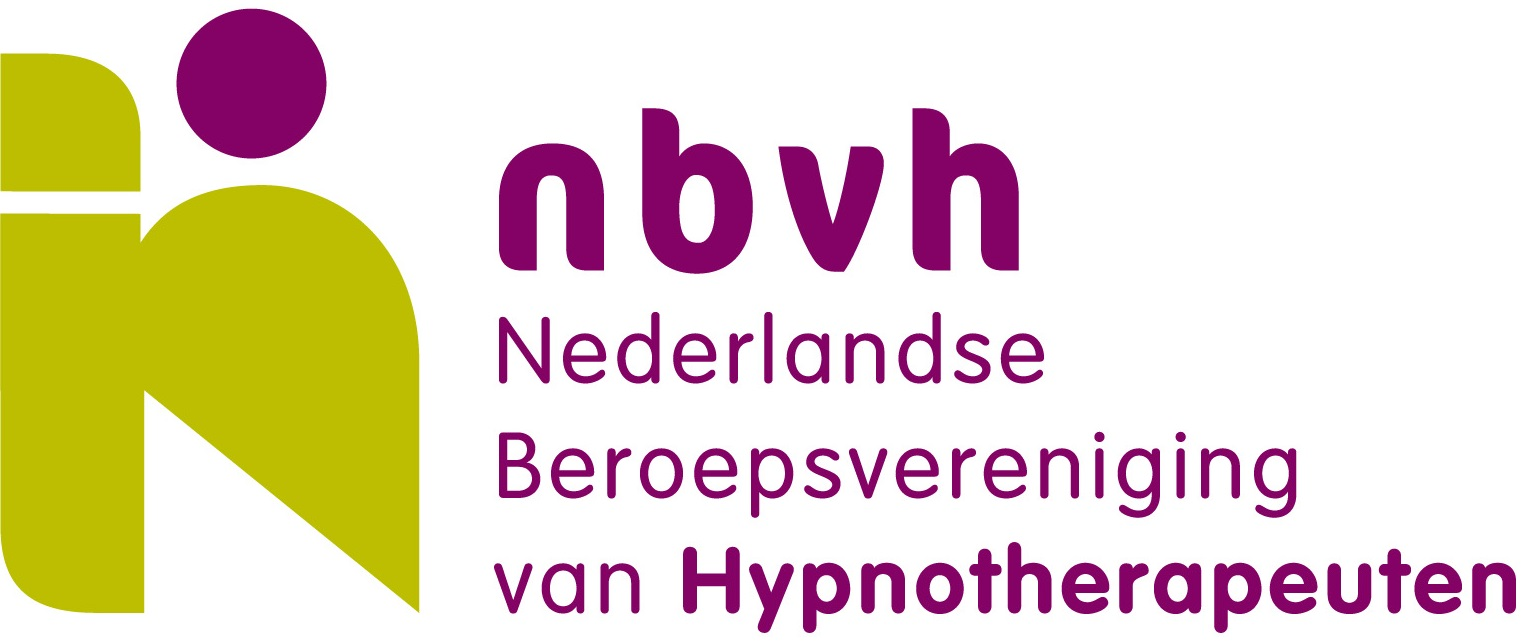 nbvh
Nederlandse
Beroepsvereniging
van Hypnotherapeuten